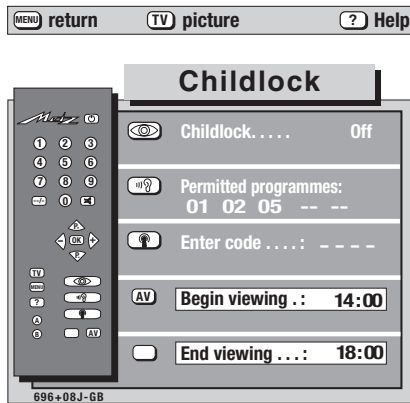 MENU return TV picture ? Help
Childlock
Metz
1 2 3
4 5 6
7 8 9
-/-- 0
P+
- OK +
P-
TV
MENU
?
A
B AV
Childlock..... Off
Permitted programmes:
01 02 05 -- --
Enter code ....: _ _ _ _
AV Begin viewing .: 14:00
End viewing ...: 18:00
696+08J-GB